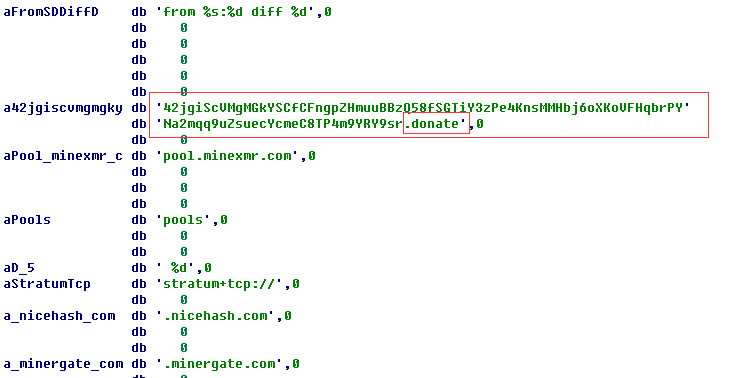 aFromSDDiffD db 'from %s:%d diff %d',0
db 0
db 0
db 0
db 0
db 0
a42jgiscvmgmgky db '42jgiScVMgMGkYSCfCFngpZHmuuBBzQ58fSGTiY3zPe4KnsMMHbj6oXKoVFHqbrPY'
db 'Na2mqq9uZsuecYcmeC8TP4m9YRY9sr.donate',0
db 0
aPool_minexmr_c db 'pool.minexmr.com',0
db 0
db 0
db 0
aPools db 'pools',0
db 0
db 0
aD_5 db ' %d',0
aStratumTcp db 'stratum+tcp://',0
db 0
a_nicehash_com db '.nicehash.com',0
db 0
db 0
a_minergate_com db '.minergate.com',0
db 0